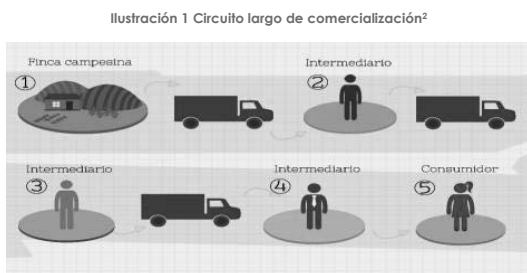 Ilustración 1 Circuito largo de comercialización²
Finca campesina
1
Intermediario
2
Intermediario
3
Intermediario
4
Consumidor
5